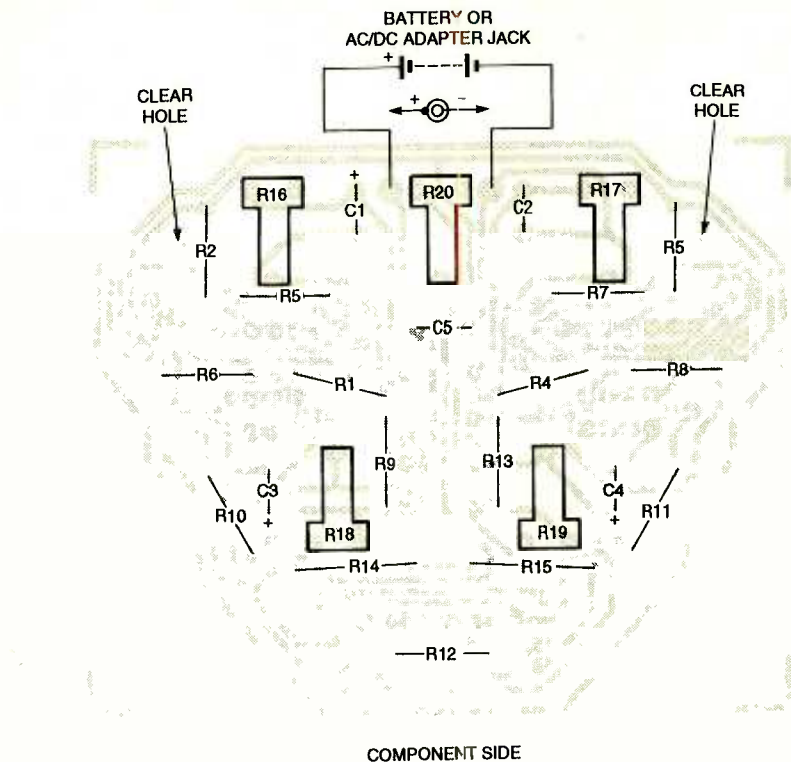 BATTERY OR
AC/DC ADAPTER JACK
+
+ −
CLEAR
HOLE
CLEAR
HOLE
+
R16
C1
R20
C2
R17
R2
R5
R5
R7
C5
R6
R1
R4
R8
R9
R13
C3
C4
R10
+
+
R11
R18
R19
R14
R15
R12
COMPONENT SIDE